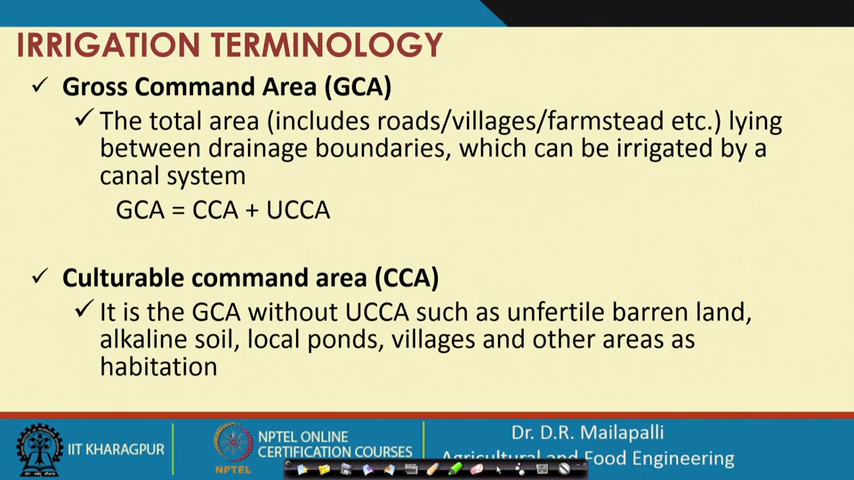 IRRIGATION TERMINOLOGY
✓ Gross Command Area (GCA)
✓ The total area (includes roads/villages/farmstead etc.) lying
between drainage boundaries, which can be irrigated by a
canal system
GCA = CCA + UCCA
✓ Culturable command area (CCA)
✓ It is the GCA without UCCA such as unfertile barren land,
alkaline soil, local ponds, villages and other areas as
habitation
IIT KHARAGPUR
NPTEL
NPTEL ONLINE
CERTIFICATION COURSES
Dr. D.R. Mailapalli
Agricultural and Food Engineering